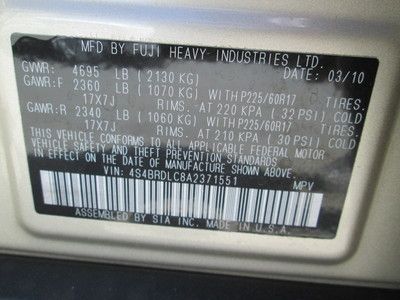 MFD BY FUJI HEAVY INDUSTRIES LTD.
GVWR: 4695 LB (2130 KG) DATE: 03/10
GAWR:F 2360 LB (1070 KG) WITH P225/60R17 TIRES.
17X7J RIMS. AT 220 KPA (32 PSI) COLD
GAWR:R 2340 LB (1060 KG) WITH P225/60R17 TIRES.
17X7J RIMS. AT 210 KPA (30 PSI) COLD
THIS VEHICLE CONFORMS TO ALL APPLICABLE FEDERAL MOTOR
VEHICLE SAFETY STANDARDS
IN EFFECT ON THE DATE OF MANUFACTURE SHOWN ABOVE.
VIN: 4S4BRDLC8A2371551 MPV
ASSEMBLED BY SIA INC. MADE IN U.S.A.